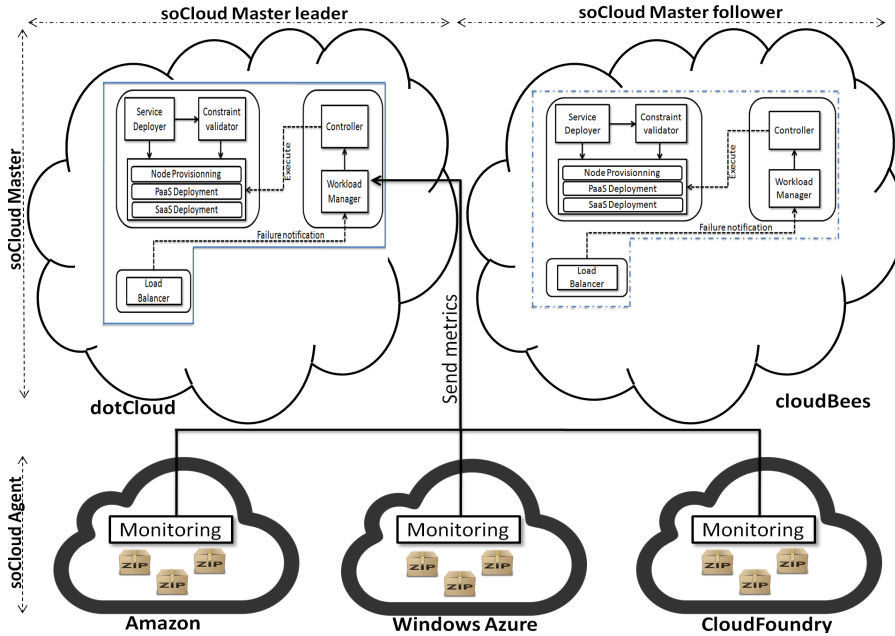 soCloud Master leader
soCloud Master follower
soCloud Master
Service
Deployer
Constraint
validator
Controller
Execute
Node Provisionning
PaaS Deployment
SaaS Deployment
Workload
Manager
Failure notification
Load
Balancer
dotCloud
Service
Deployer
Constraint
validator
Controller
Execute
Node Provisionning
PaaS Deployment
SaaS Deployment
Workload
Manager
Failure notification
Load
Balancer
cloudBees
Send metrics
soCloud Agent
Monitoring
ZIP
ZIP
ZIP
Amazon
Monitoring
ZIP
ZIP
ZIP
Windows Azure
Monitoring
ZIP
ZIP
ZIP
CloudFoundry